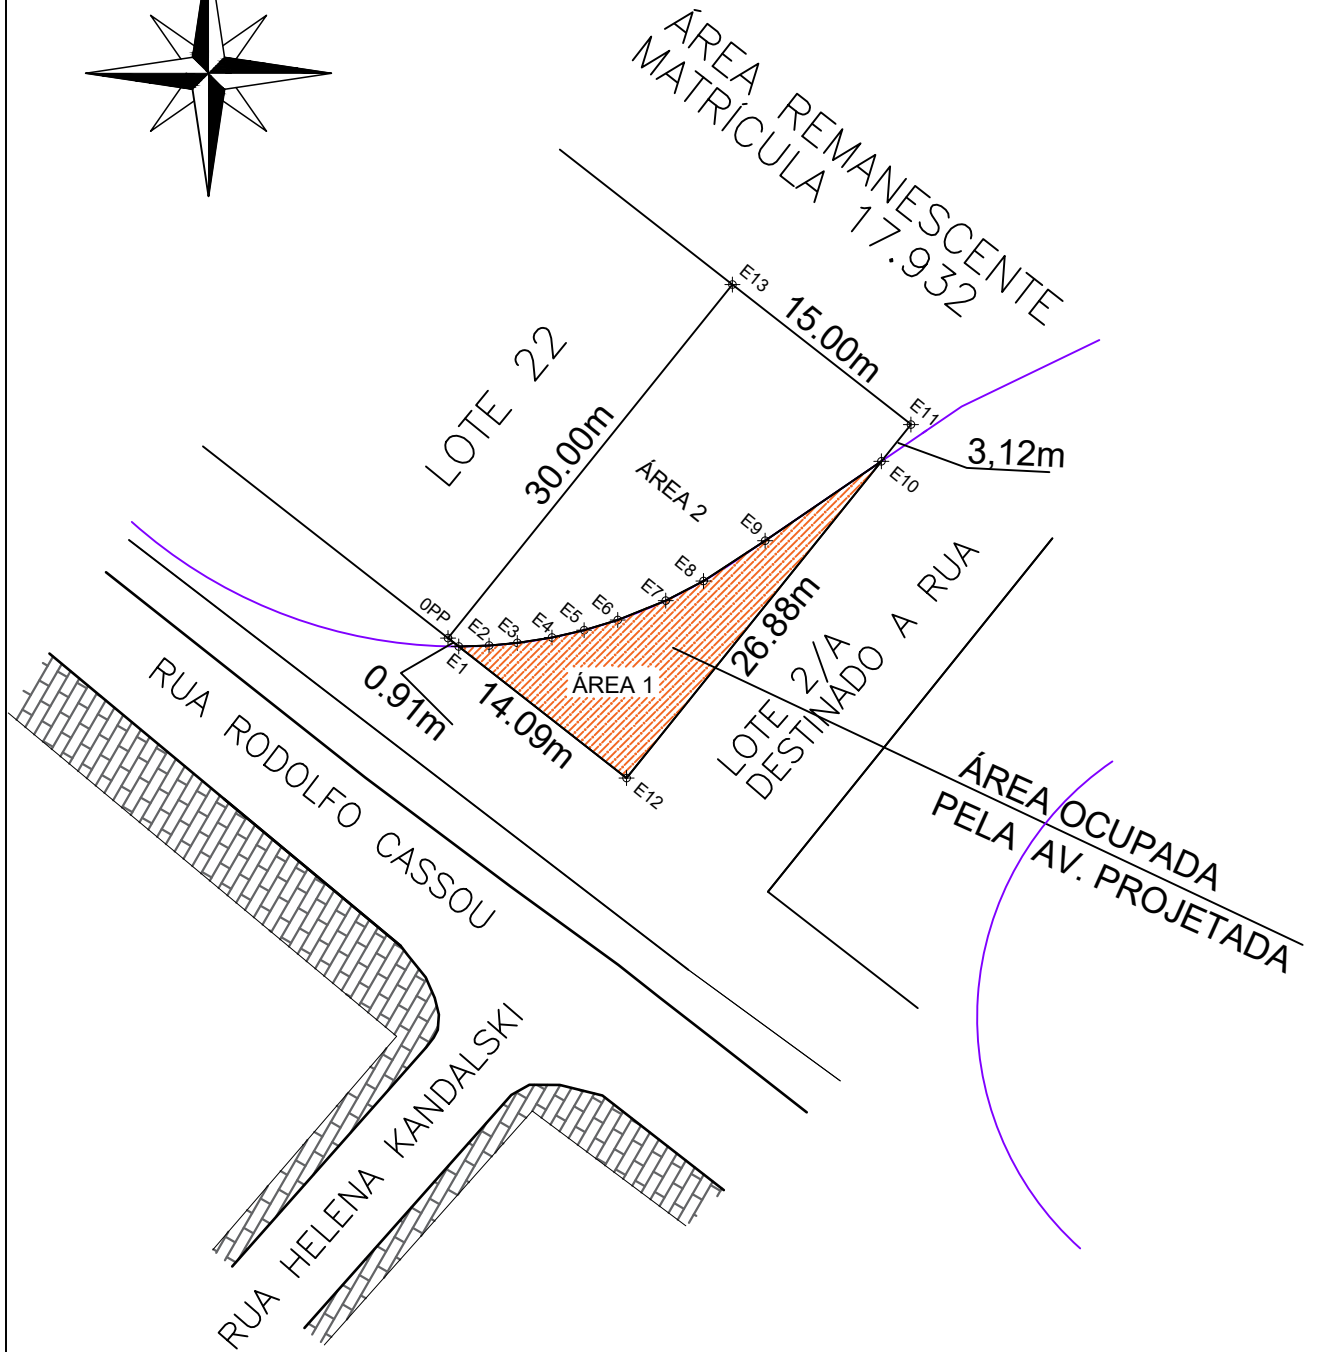 ÁREA REMANESCENTE
MATRÍCULA 17.932
E13
15.00m
LOTE 22
E11
30.00m
3,12m
E10
ÁREA 2
E9
E8
E7
E6
E5
E4
E3
E2
0PP
E1
26.88m
ÁREA 1
0.91m
14.09m
E12
LOTE 2/A
DESTINADO A RUA
RUA RODOLFO CASSOU
ÁREA OCUPADA
PELA AV. PROJETADA
RUA HELENA KANDALSKI